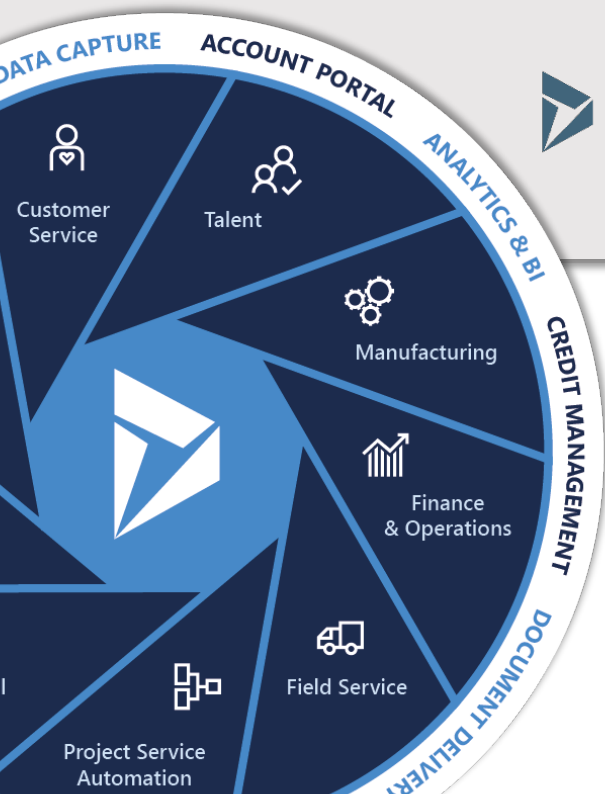 DATA CAPTURE
ACCOUNT PORTAL
ANALYTICS & BI
CREDIT MANAGEMENT
DOCUMENT DELIVERY
Customer
Service
Talent
Manufacturing
Finance
& Operations
Field Service
Project Service
Automation